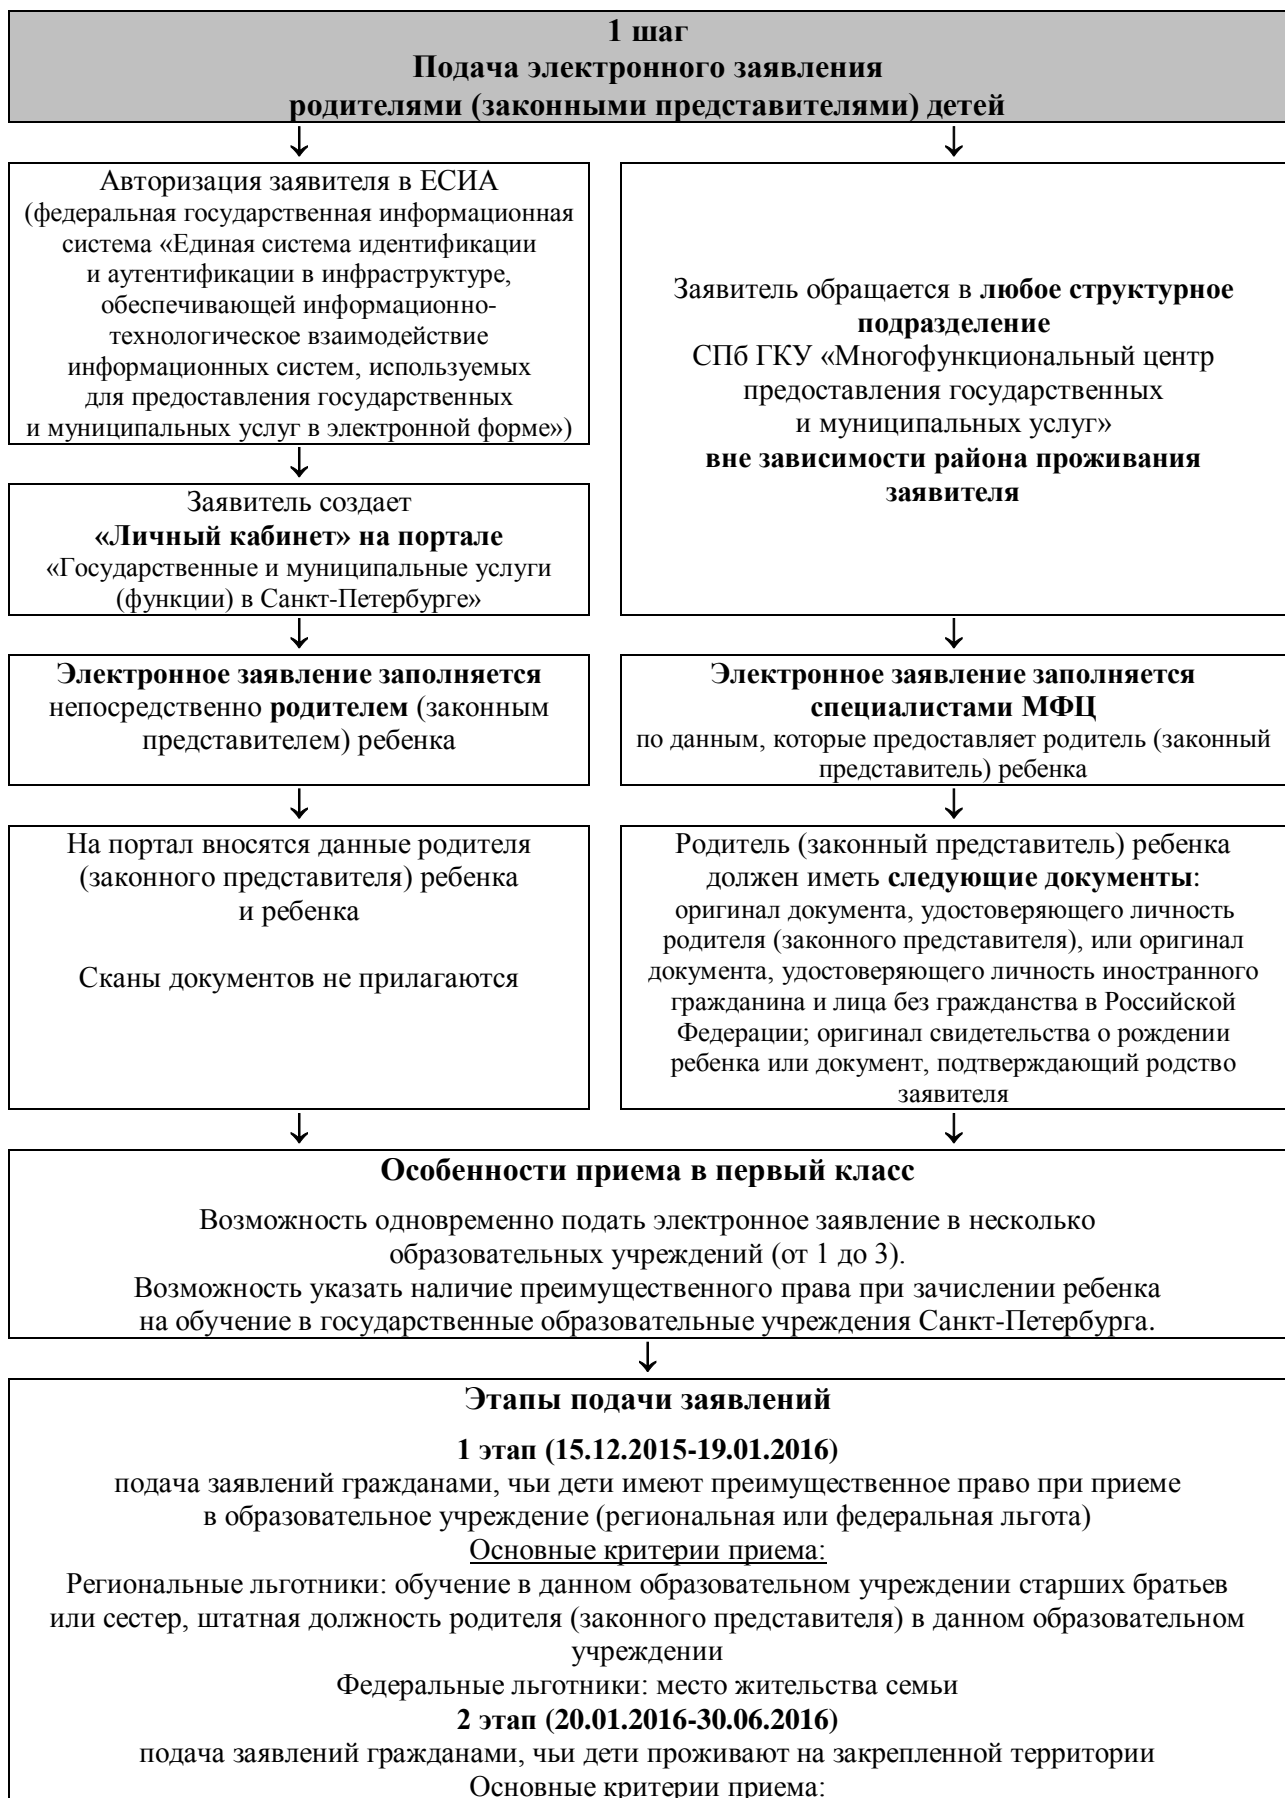 1 шаг
Подача электронного заявления
родителями (законными представителями) детей
↓
↓
Авторизация заявителя в ЕСИА
(федеральная государственная информационная
система «Единая система идентификации
и аутентификации в инфраструктуре,
обеспечивающей информационно-
технологическое взаимодействие
информационных систем, используемых
для предоставления государственных
и муниципальных услуг в электронной форме»)
↓
Заявитель создает
«Личный кабинет» на портале
«Государственные и муниципальные услуги
(функции) в Санкт-Петербурге»
↓
Электронное заявление заполняется
непосредственно родителем (законным
представителем) ребенка
↓
На портал вносятся данные родителя
(законного представителя) ребенка
и ребенка
Сканы документов не прилагаются
↓
Заявитель обращается в любое структурное
подразделение
СПб ГКУ «Многофункциональный центр
предоставления государственных
и муниципальных услуг»
вне зависимости района проживания
заявителя
↓
Электронное заявление заполняется
специалистами МФЦ
по данным, которые предоставляет родитель (законный
представитель) ребенка
↓
Родитель (законный представитель) ребенка
должен иметь следующие документы:
оригинал документа, удостоверяющего личность
родителя (законного представителя), или оригинал
документа, удостоверяющего личность иностранного
гражданина и лица без гражданства в Российской
Федерации; оригинал свидетельства о рождении
ребенка или документ, подтверждающий родство
заявителя
↓
Особенности приема в первый класс
Возможность одновременно подать электронное заявление в несколько
образовательных учреждений (от 1 до 3).
Возможность указать наличие преимущественного права при зачислении ребенка
на обучение в государственные образовательные учреждения Санкт-Петербурга.
↓
Этапы подачи заявлений
1 этап (15.12.2015-19.01.2016)
подача заявлений гражданами, чьи дети имеют преимущественное право при приеме
в образовательное учреждение (региональная или федеральная льгота)
Основные критерии приема:
Региональные льготники: обучение в данном образовательном учреждении старших братьев
или сестер, штатная должность родителя (законного представителя) в данном образовательном
учреждении
Федеральные льготники: место жительства семьи
2 этап (20.01.2016-30.06.2016)
подача заявлений гражданами, чьи дети проживают на закрепленной территории
Основные критерии приема: